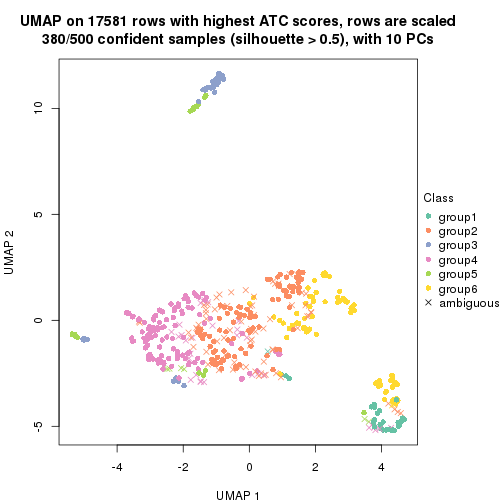 UMAP on 17581 rows with highest ATC scores, rows are scaled
380/500 confident samples (silhouette > 0.5), with 10 PCs
10
5
0
-5
UMAP 2
-4
-2
0
2
4
UMAP 1
Class
group1
group2
group3
group4
group5
group6
ambiguous